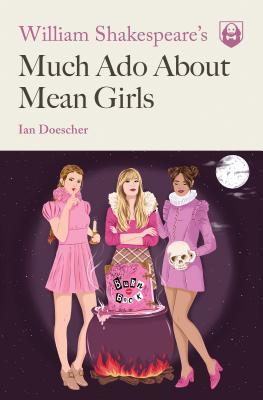 William Shakespeare's
Much Ado About
Mean Girls
Ian Doescher
Burn
Book